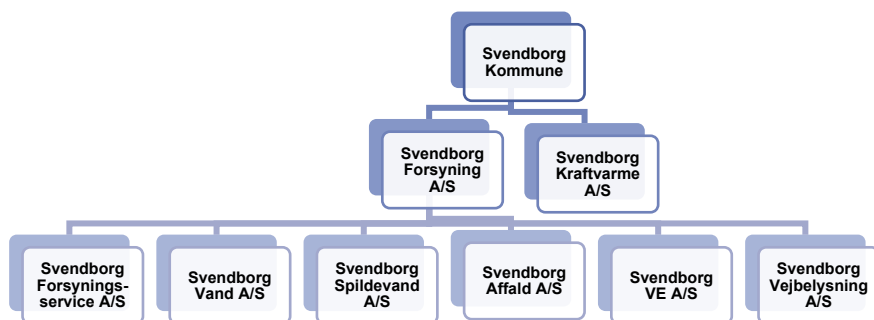 Svendborg
Kommune
Svendborg
Forsyning
A/S
Svendborg
Kraftvarme
A/S
Svendborg
Forsynings-
service A/S
Svendborg
Vand A/S
Svendborg
Spildevand
A/S
Svendborg
Affald A/S
Svendborg
VE A/S
Svendborg
Vejbelysning
A/S